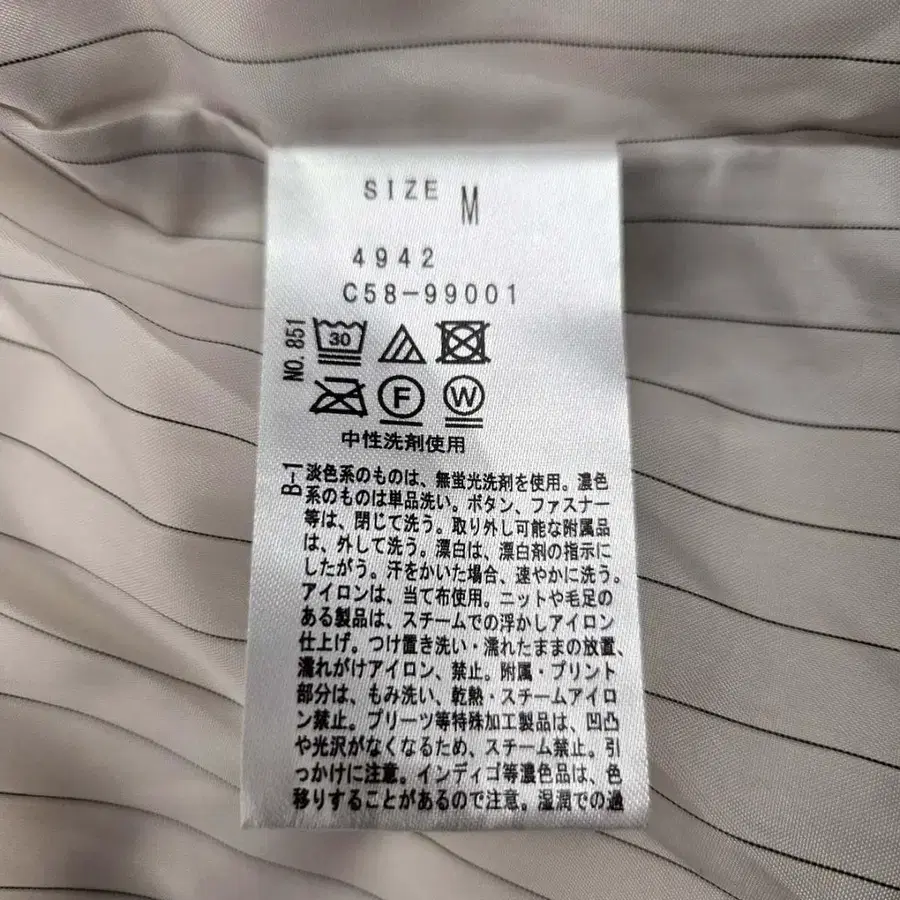 SIZE M
4942
C58-99001
NO.851
30
F W
中性洗剤使用
B-1
淡色系のものは、無蛍光洗剤を使用。濃色
系のものは単品洗い。ボタン、ファスナー
等は、閉じて洗う。取り外し可能な附属品
は、外して洗う。漂白は、漂白剤の指示に
したがう。汗をかいた場合、速やかに洗う。
アイロンは、当て布使用。ニットや毛足の
ある製品は、スチームでの浮かしアイロン
仕上げ。つけ置き洗い・濡れたままの放置、
濡れがけアイロン、禁止。附属・プリント
部分は、もみ洗い、乾熱・スチームアイロ
ン禁止。プリーツ等特殊加工製品は、凹凸
や光沢がなくなるため、スチーム禁止。引
っかけに注意。インディゴ等濃色品は、色
移りすることがあるので注意。湿潤での過